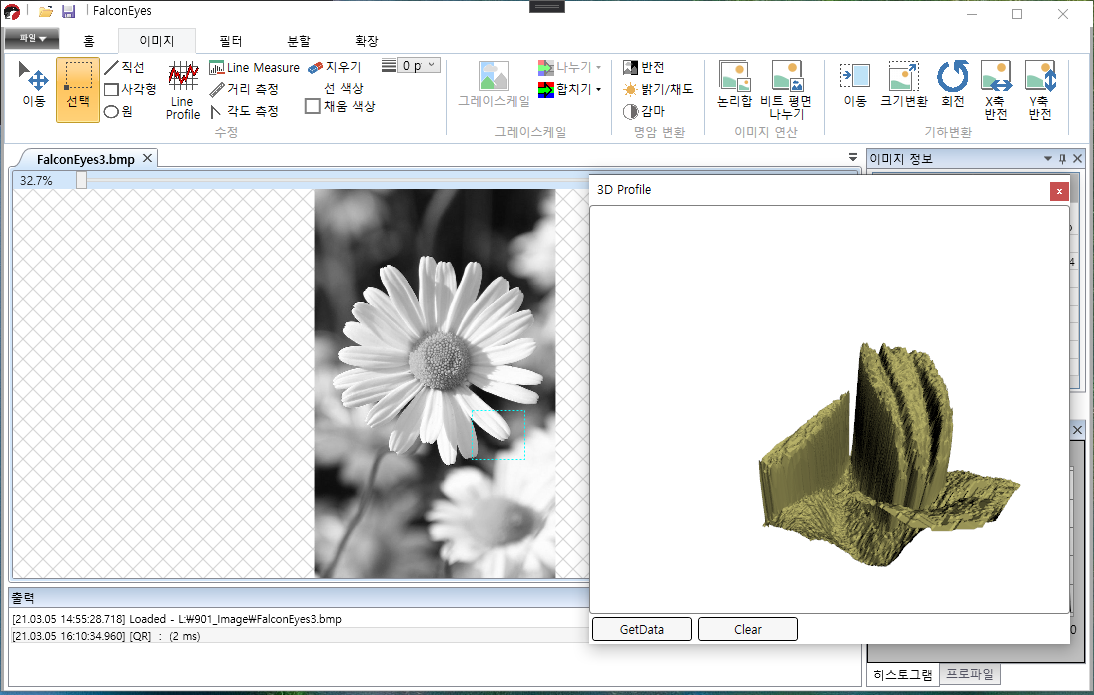 FalconEyes
파일
홈
이미지
필터
분할
확장
이동
선택
직선
사각형
원
Line Profile
Line Measure
거리 측정
각도 측정
지우기
선 색상
채움 색상
0 p
수정
그레이스케일
나누기
합치기
그레이스케일
반전
밝기/채도
감마
명암 변환
논리합
비트 평면 나누기
이미지 연산
이동
크기변환
회전
X축 반전
Y축 반전
기하변환
FalconEyes3.bmp
이미지 정보
32.7%
3D Profile
GetData
Clear
출력
[21.03.05 14:55:28.718] Loaded - L:₩901_Image₩FalconEyes3.bmp
[21.03.05 16:10:34.960] [QR] : (2 ms)
히스토그램
프로파일